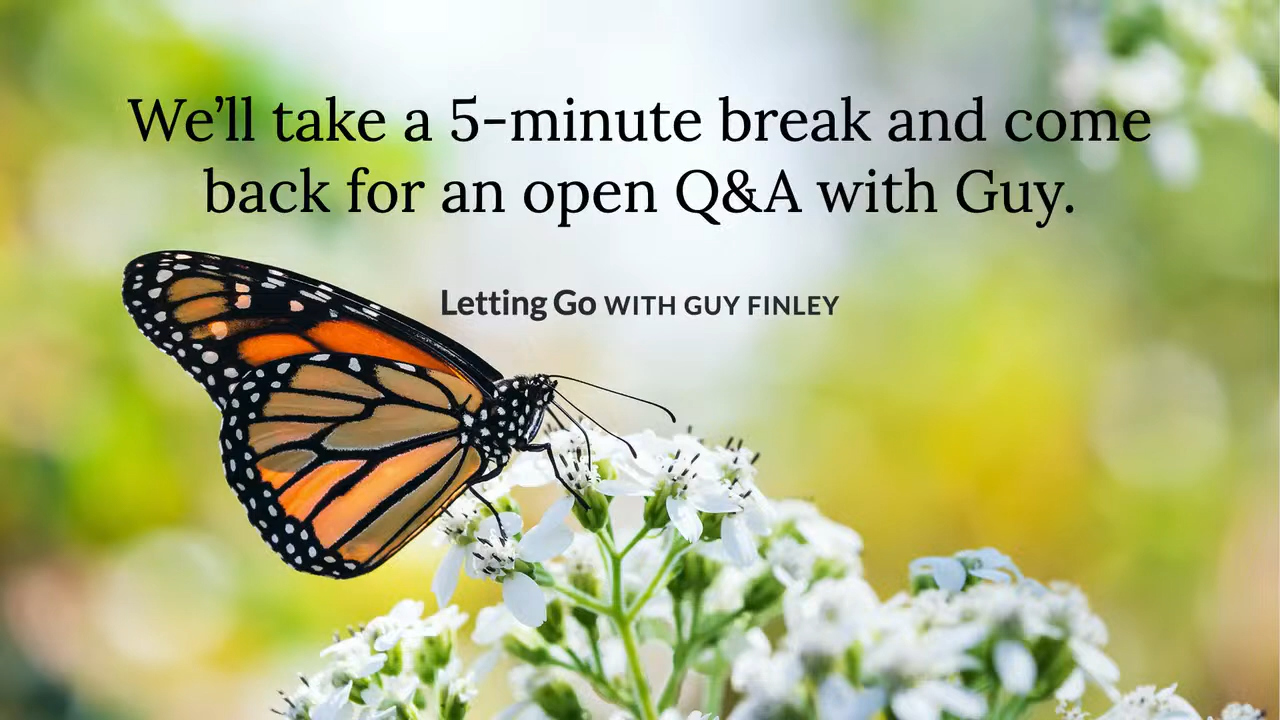 We’ll take a 5-minute break and come
back for an open Q&A with Guy.
Letting Go WITH GUY FINLEY